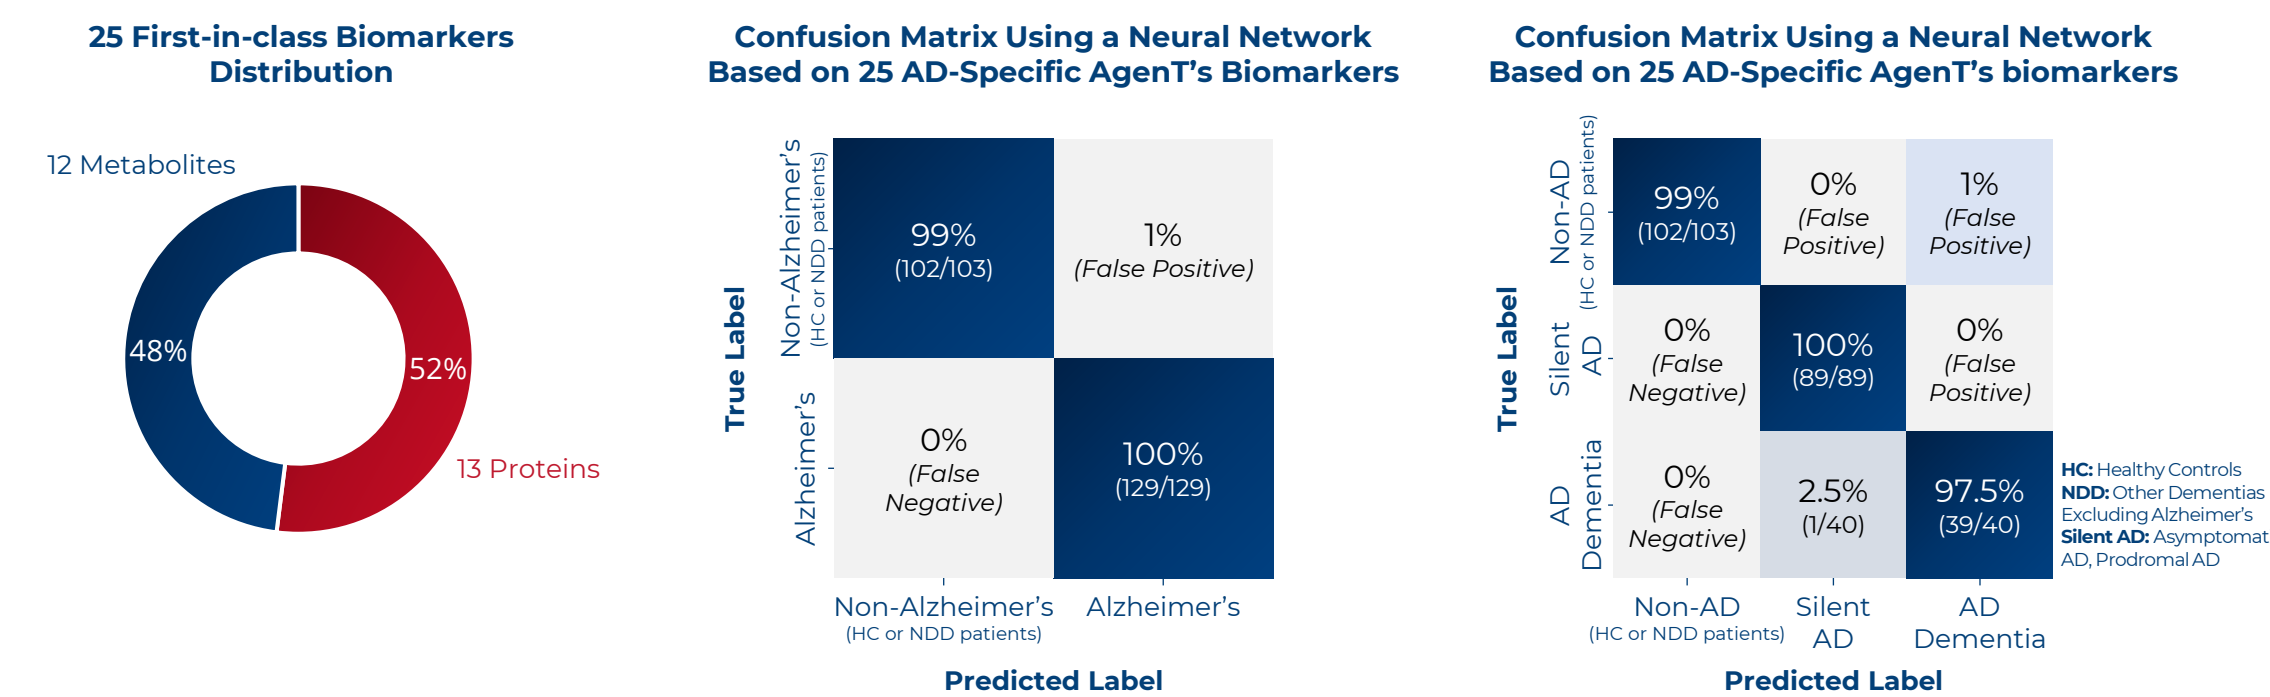 25 First-in-class Biomarkers
Distribution
12 Metabolites
48%
52%
13 Proteins
Confusion Matrix Using a Neural Network
Based on 25 AD-Specific AgenT’s Biomarkers
True Label
Non-Alzheimer’s
(HC or NDD patients)
Alzheimer’s
99%
(102/103)
1%
(False Positive)
0%
(False
Negative)
100%
(129/129)
Non-Alzheimer’s
(HC or NDD patients)
Alzheimer’s
Predicted Label
Confusion Matrix Using a Neural Network
Based on 25 AD-Specific AgenT’s biomarkers
True Label
Non-AD
(HC or NDD patients)
Silent
AD
AD
Dementia
99%
(102/103)
0%
(False
Positive)
1%
(False
Positive)
0%
(False
Negative)
100%
(89/89)
0%
(False
Positive)
0%
(False
Negative)
2.5%
(1/40)
97.5%
(39/40)
Non-AD
(HC or NDD patients)
Silent
AD
AD
Dementia
Predicted Label
HC: Healthy Controls
NDD: Other Dementias
Excluding Alzheimer’s
Silent AD: Asymptomat
AD, Prodromal AD